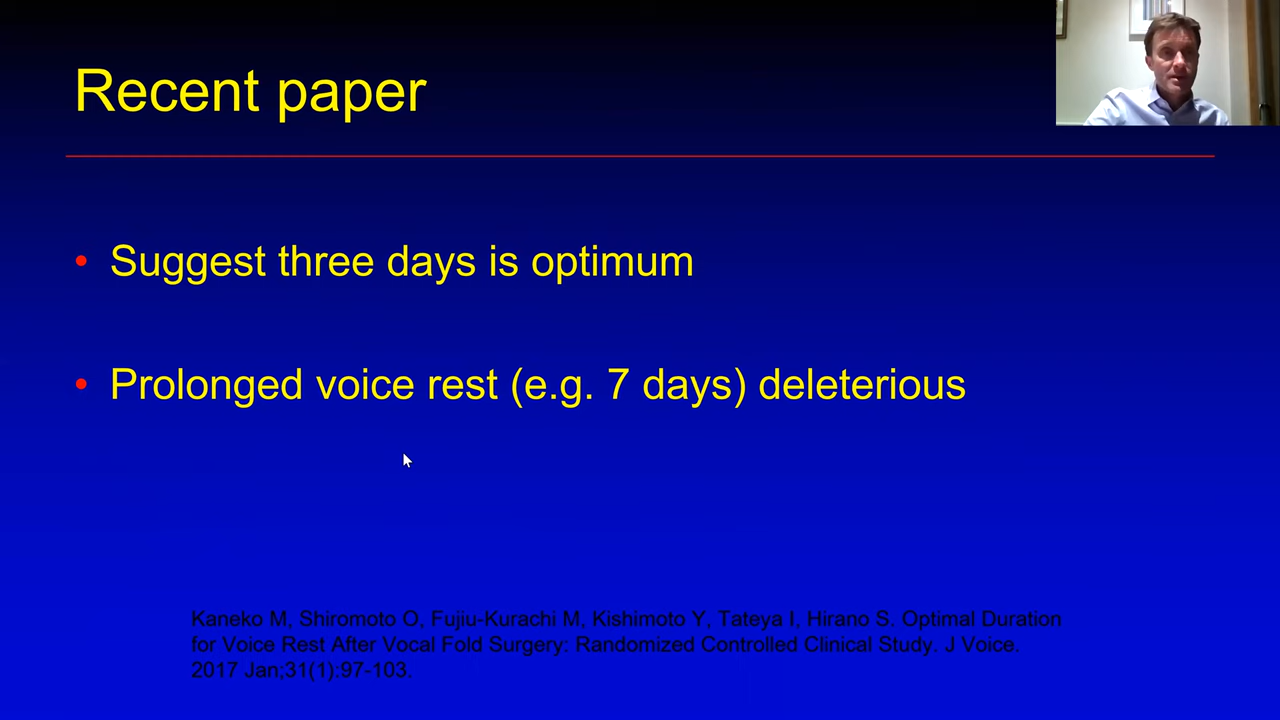 Recent paper
• Suggest three days is optimum
• Prolonged voice rest (e.g. 7 days) deleterious
Kaneko M, Shiromoto O, Fujiu-Kurachi M, Kishimoto Y, Tateya I, Hirano S. Optimal Duration
for Voice Rest After Vocal Fold Surgery: Randomized Controlled Clinical Study. J Voice.
2017 Jan;31(1):97-103.